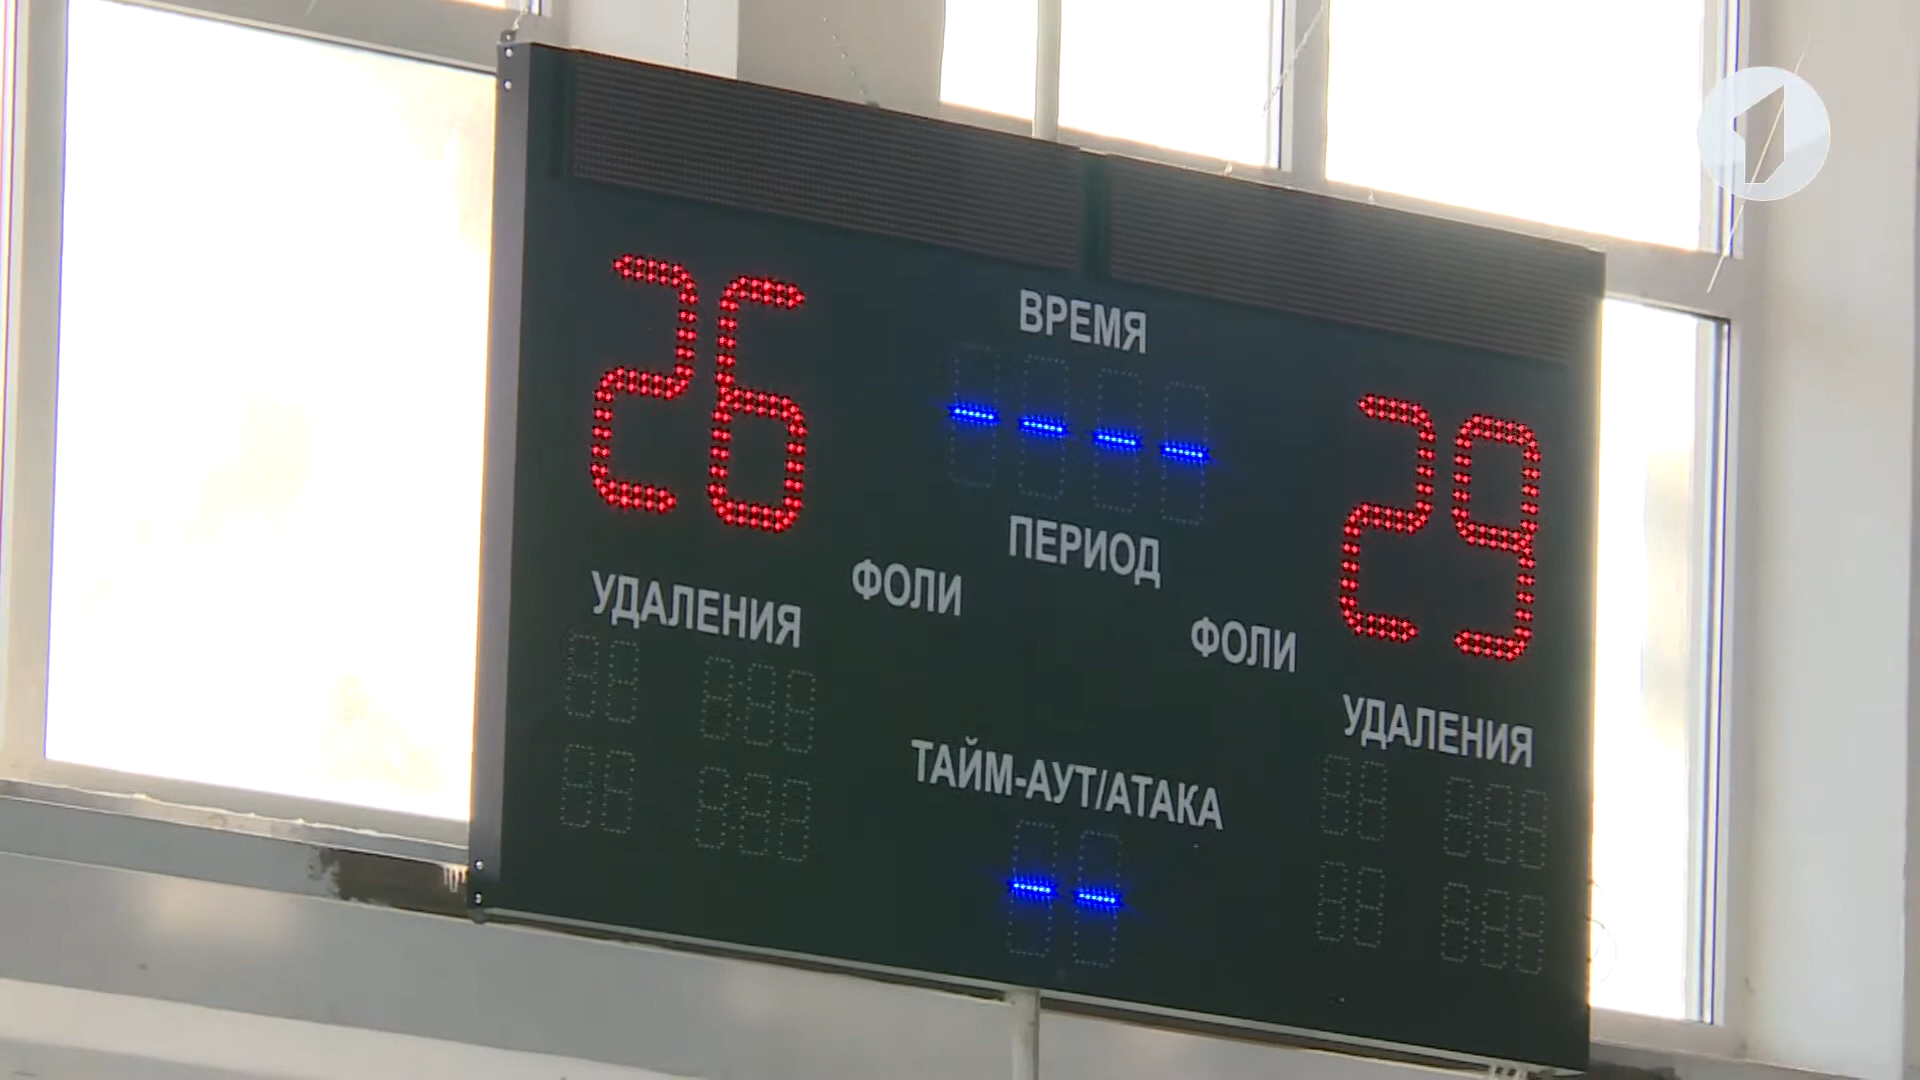 26
ВРЕМЯ
----
29
ПЕРИОД
ФОЛИ
ФОЛИ
УДАЛЕНИЯ
УДАЛЕНИЯ
ТАЙМ-АУТ/АТАКА
--